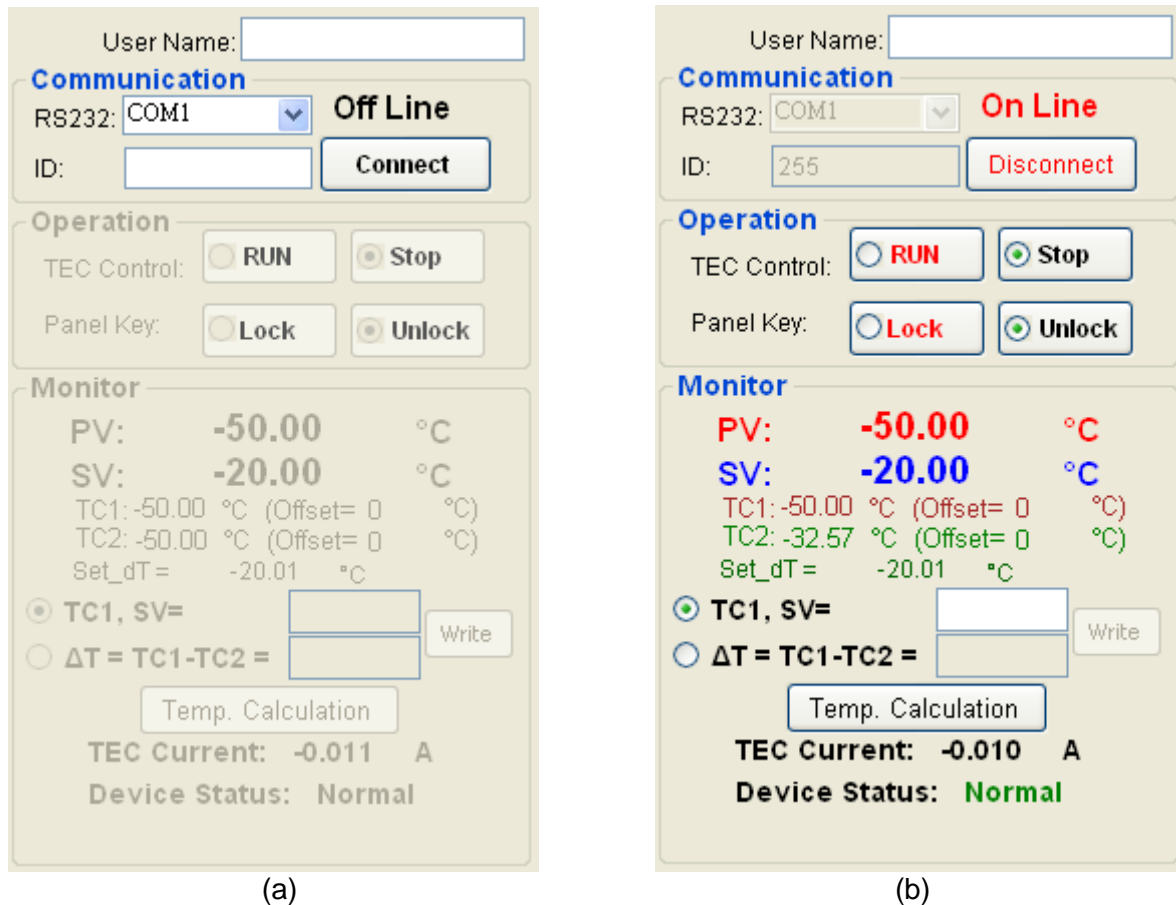 User Name:
Communication
RS232: COM1 Off Line
ID: Connect
Operation
TEC Control: RUN Stop
Panel Key: Lock Unlock
Monitor
PV: -50.00 °C
SV: -20.00 °C
TC1: -50.00 °C (Offset= 0 °C)
TC2: -50.00 °C (Offset= 0 °C)
Set_dT = -20.01 °C
TC1, SV=
Write
ΔT = TC1-TC2 =
Temp. Calculation
TEC Current: -0.011 A
Device Status: Normal
(a)
User Name:
Communication
RS232: COM1 On Line
ID: 255 Disconnect
Operation
TEC Control: RUN Stop
Panel Key: Lock Unlock
Monitor
PV: -50.00 °C
SV: -20.00 °C
TC1: -50.00 °C (Offset= 0 °C)
TC2: -32.57 °C (Offset= 0 °C)
Set_dT = -20.01 °C
TC1, SV=
Write
ΔT = TC1-TC2 =
Temp. Calculation
TEC Current: -0.010 A
Device Status: Normal
(b)